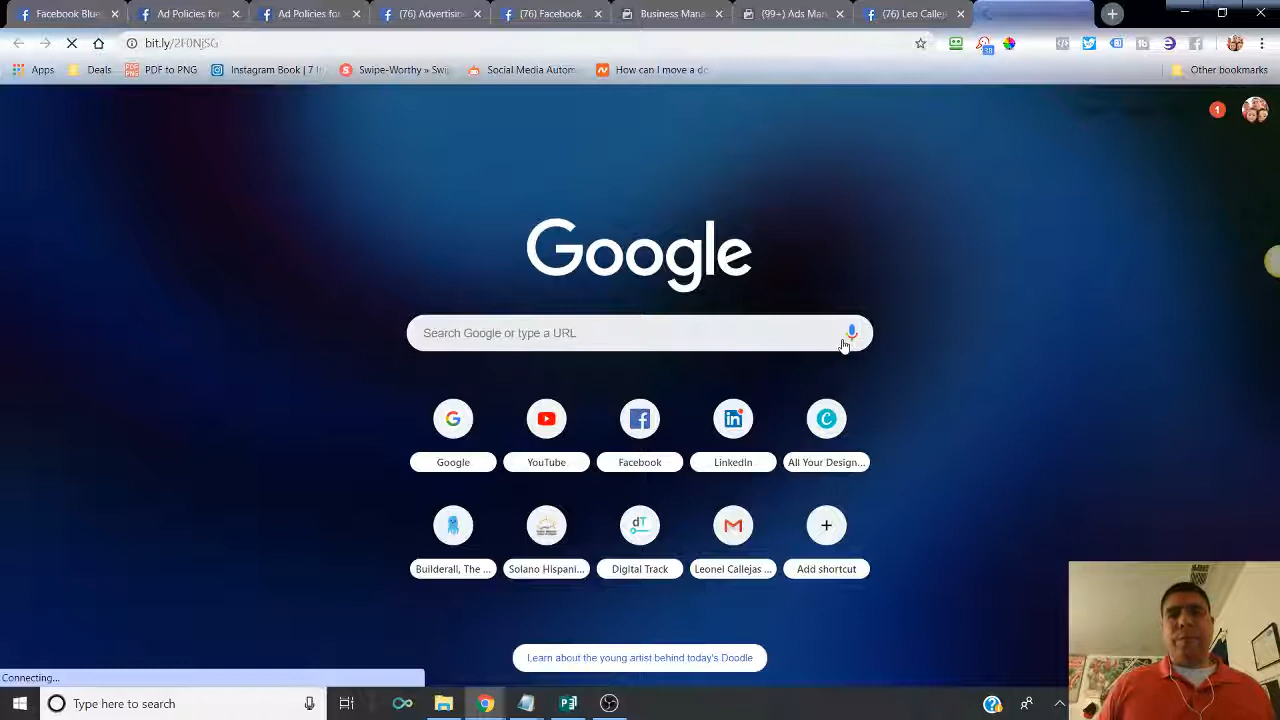 Facebook Blue
Ad Policies for
Ad Policies for
(76) Advertisin
(76) Facebook
Business Mana
(99+) Ads Man
(76) Leo Callej
bit.ly/2F0NjSG
38
Apps
Deals
PDF to PNG
Instagram Book | 7 I
Swipe-Worthy » Swi
Social Media Autom
How can I move a do
Other bookmarks
1
Google
Search Google or type a URL
Google
YouTube
Facebook
LinkedIn
All Your Design...
Builderall, The ...
Solano Hispani...
Digital Track
Leonel Callejas ...
Add shortcut
Learn about the young artist behind today's Doodle
Connecting...
Type here to search